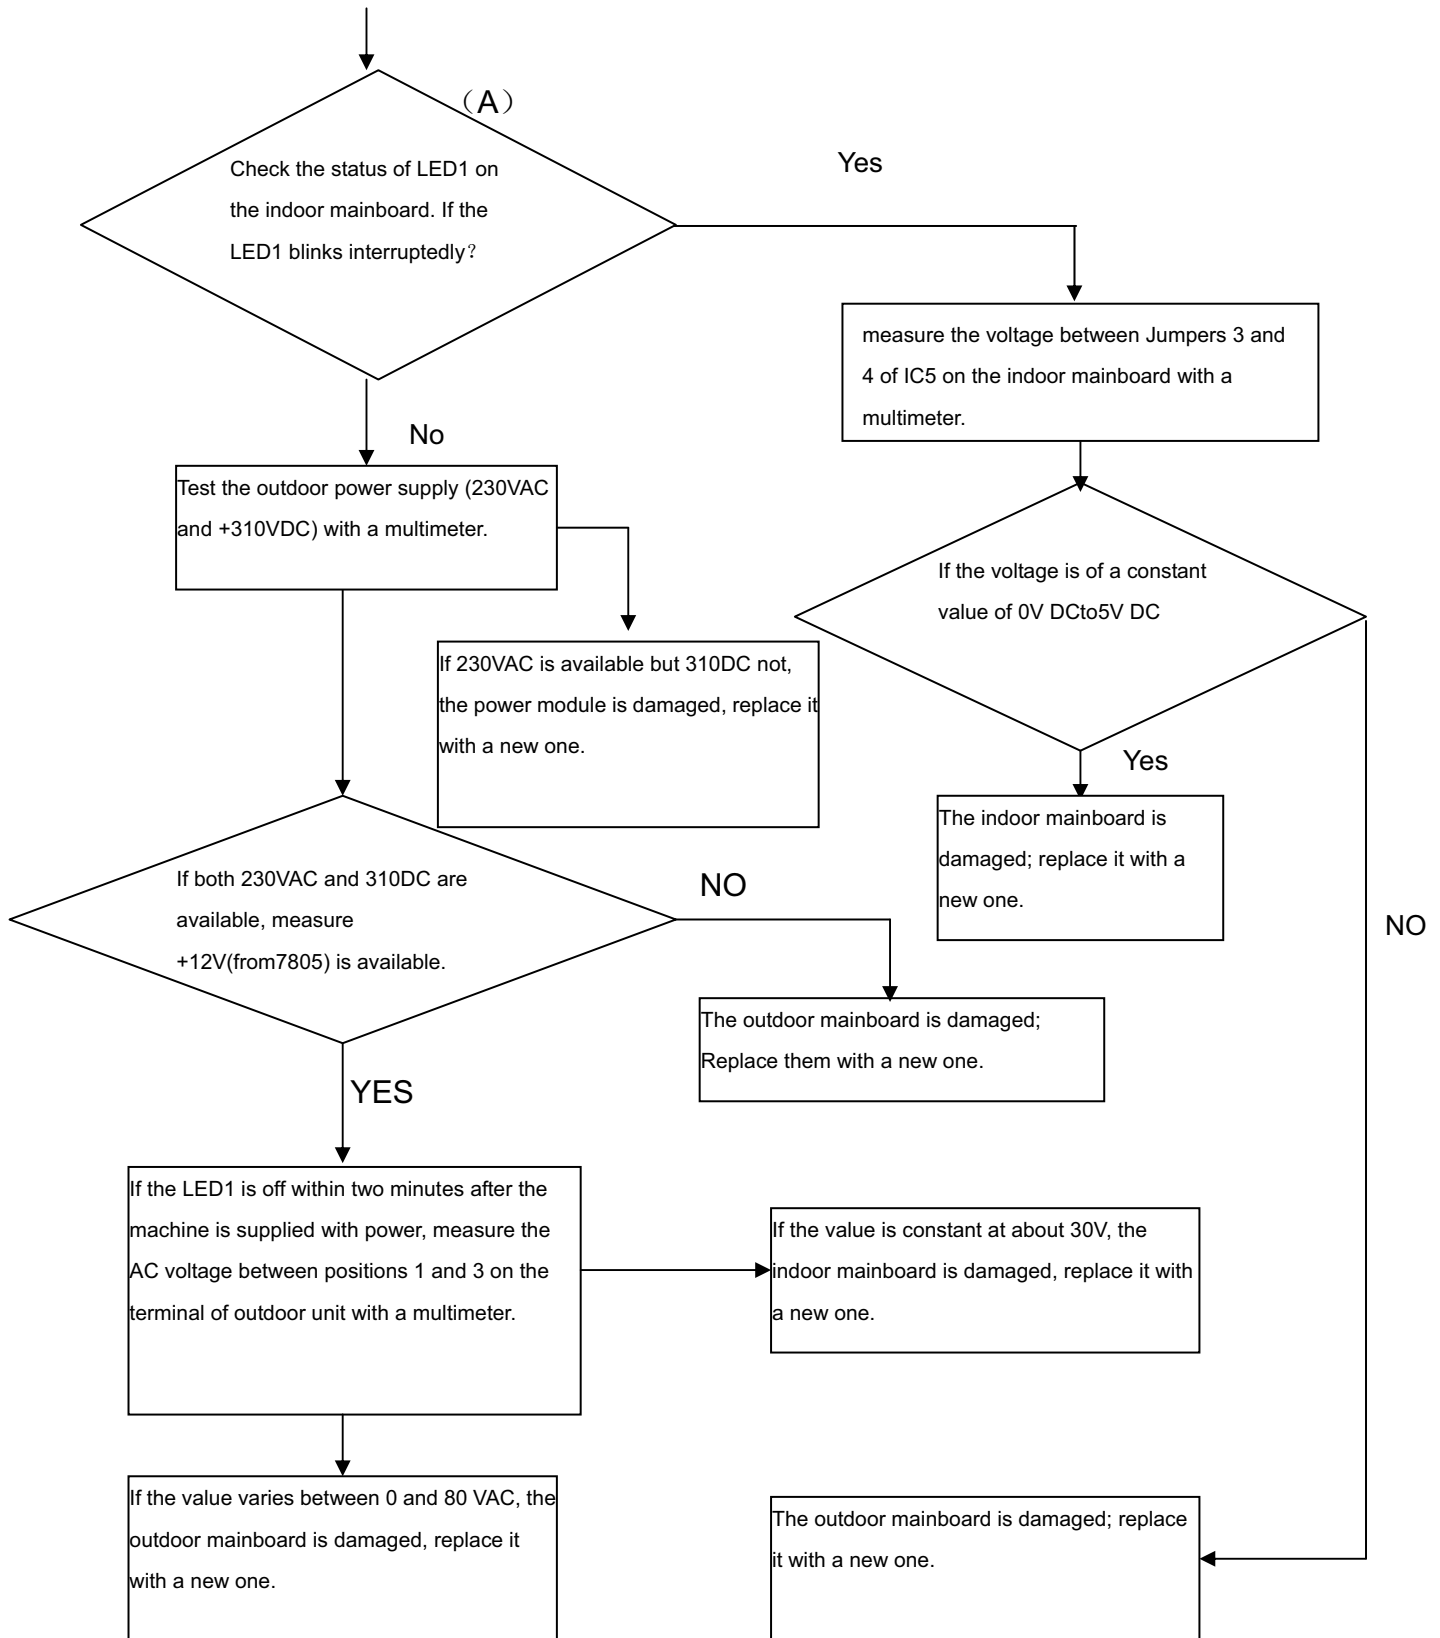 （A）
Check the status of LED1 on
the indoor mainboard. If the
LED1 blinks interruptedly？
Yes
measure the voltage between Jumpers 3 and
4 of IC5 on the indoor mainboard with a
multimeter.
No
Test the outdoor power supply (230VAC
and +310VDC) with a multimeter.
If the voltage is of a constant
value of 0V DCto5V DC
If 230VAC is available but 310DC not,
the power module is damaged, replace it
with a new one.
Yes
The indoor mainboard is
damaged; replace it with a
new one.
NO
If both 230VAC and 310DC are
available, measure
+12V(from7805) is available.
NO
The outdoor mainboard is damaged;
Replace them with a new one.
YES
If the LED1 is off within two minutes after the
machine is supplied with power, measure the
AC voltage between positions 1 and 3 on the
terminal of outdoor unit with a multimeter.
If the value is constant at about 30V, the
indoor mainboard is damaged, replace it with
a new one.
If the value varies between 0 and 80 VAC, the
outdoor mainboard is damaged, replace it
with a new one.
The outdoor mainboard is damaged; replace
it with a new one.